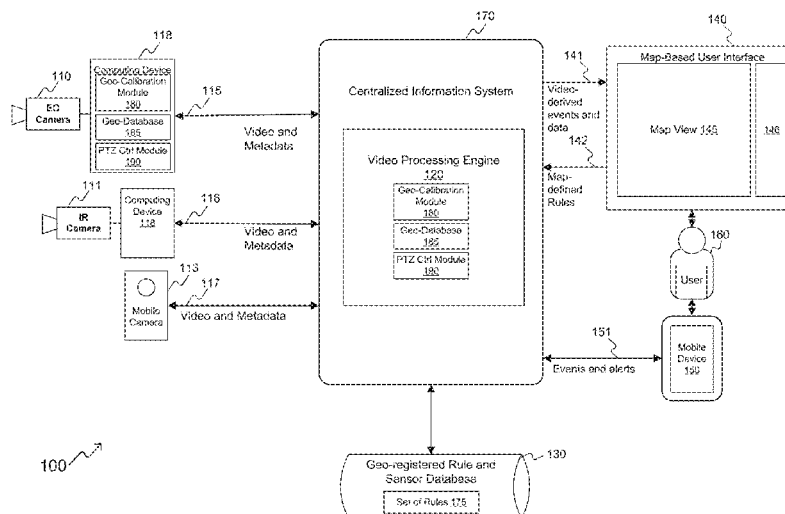 170
140
118
110
EO
Camera
Computing Device
Geo-Calibration
Module
180
Geo-Database
185
PTZ Ctrl Module
190
115
Video and
Metadata
111
IR
Camera
Computing
Device
118
116
Video and
Metadata
113
Mobile
Camera
117
Video and Metadata
Centralized Information System
Video Processing Engine
120
Geo-Calibration
Module
180
Geo-Database
185
PTZ Ctrl Module
190
141
Video-
derived
events and
data
142
Map-
defined
Rules
Map-Based User Interface
Map View 145
146
160
User
151
Events and alerts
Mobile
Device
150
100
130
Geo-registered Rule and
Sensor Database
Set of Rules 175